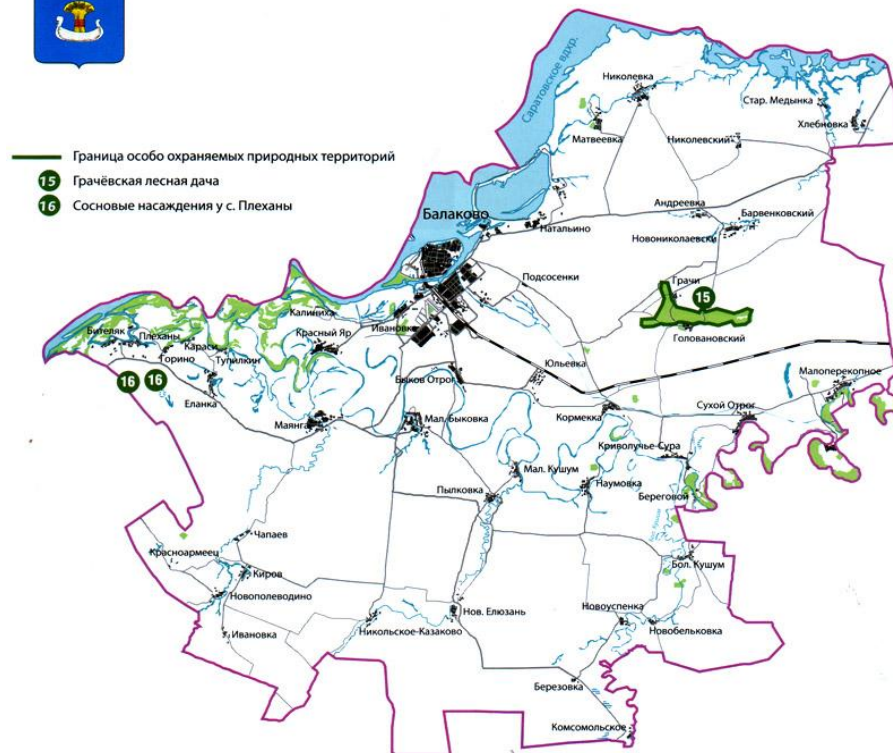 Саратовское вдхр.
Николевка
Стар. Медынка
Хлебновка
Матвеевка
Николевский
Граница особо охраняемых природных территорий
15 Грачёвская лесная дача
16 Сосновые насаждения у с. Плеханы
Балаково
Натальино
Андреевка
Барвенковский
Новониколаевский
Подсосенки
Грачи
15
Головановский
Калиниха
Красный Яр
Ивановка
Бителяк
Плеханы
Караси
Горино
Тупилкин
16 16
Еланка
Быков Отрог
Юльевка
Малоперекопное
Маянга
Мал. Быковка
Кормежка
Сухой Отрог
Криволучье-Сура
Мал. Кушум
Наумовка
Пылковка
Береговой
Чапаев
Красноармеец
Бол. Кушум
Киров
Новополеводино
Ивановка
Никольское-Казаково
Нов. Елюзань
Новоуспенка
Новобельковка
Березовка
Комсомольское